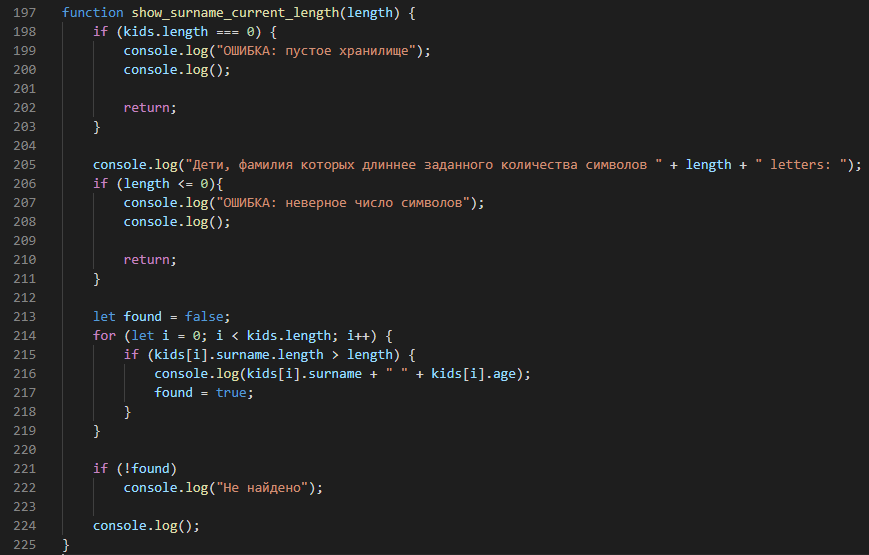 197 function show_surname_current_length(length) {
198 if (kids.length === 0) {
199 console.log("ОШИБКА: пустое хранилище");
200 console.log();
201
202 return;
203 }
204
205 console.log("Дети, фамилия которых длиннее заданного количества символов " + length + " letters: ");
206 if (length <= 0){
207 console.log("ОШИБКА: неверное число символов");
208 console.log();
209
210 return;
211 }
212
213 let found = false;
214 for (let i = 0; i < kids.length; i++) {
215 if (kids[i].surname.length > length) {
216 console.log(kids[i].surname + " " + kids[i].age);
217 found = true;
218 }
219 }
220
221 if (!found)
222 console.log("Не найдено");
223
224 console.log();
225 }